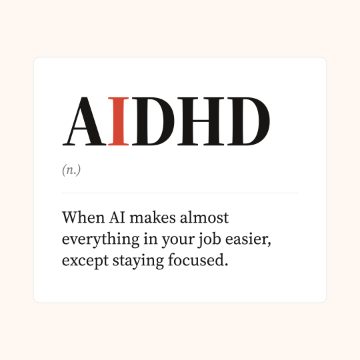 AIDHD
(n.)
When AI makes almost
everything in your job easier,
except staying focused.